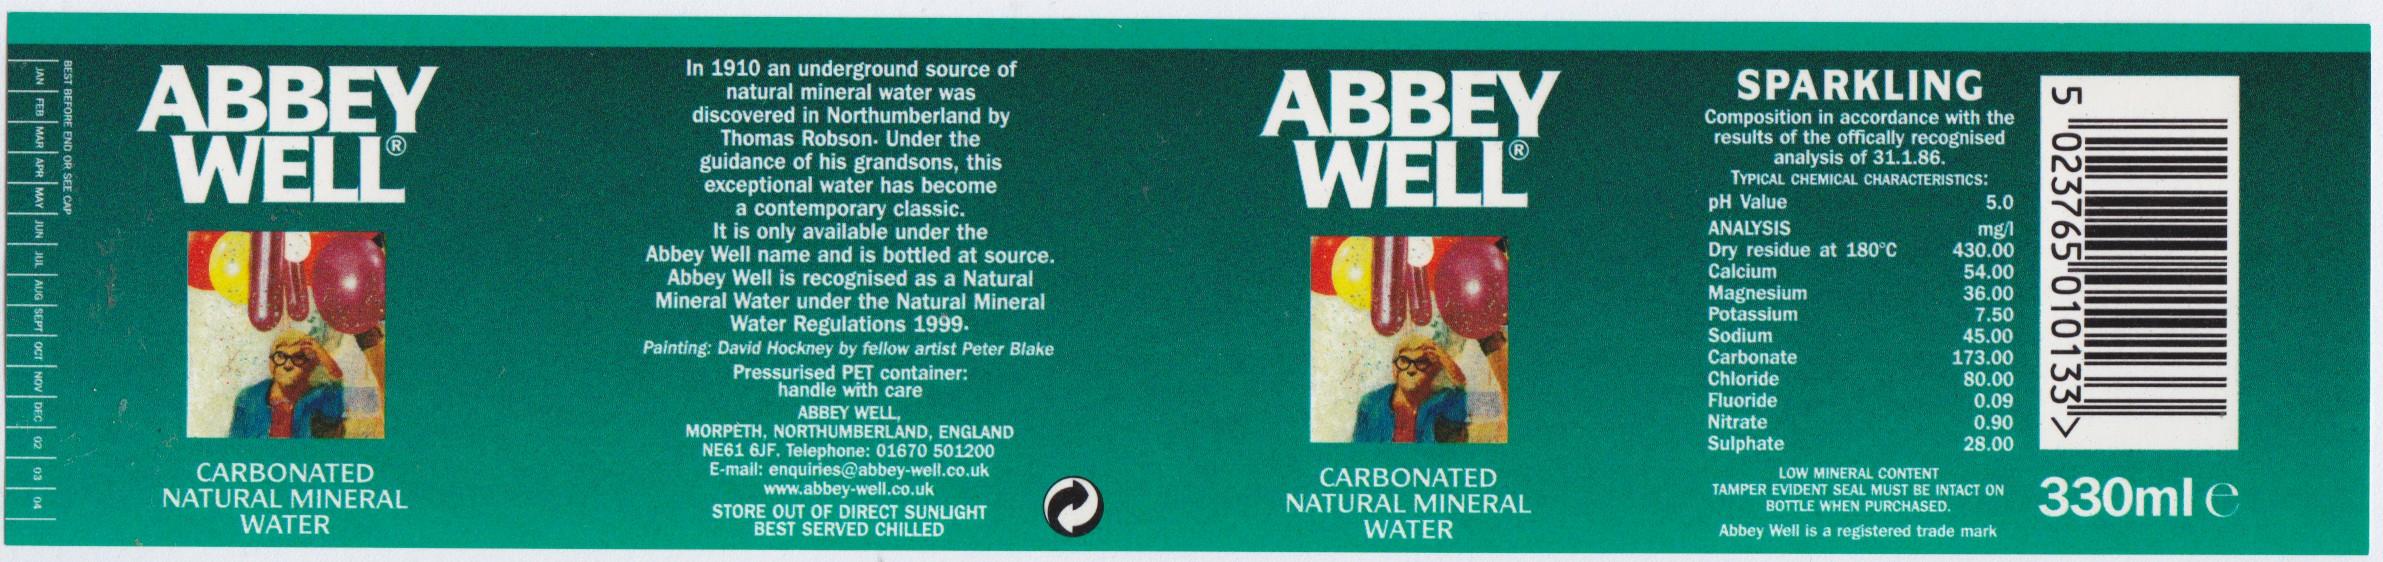 BEST BEFORE END OR SEE CAP
JAN FEB MAR APR MAY JUN JUL AUG SEPT OCT NOV DEC 02 03 04
ABBEY
WELL®
CARBONATED
NATURAL MINERAL
WATER
In 1910 an underground source of
natural mineral water was
discovered in Northumberland by
Thomas Robson. Under the
guidance of his grandsons, this
exceptional water has become
a contemporary classic.
It is only available under the
Abbey Well name and is bottled at source.
Abbey Well is recognised as a Natural
Mineral Water under the Natural Mineral
Water Regulations 1999.
Painting: David Hockney by fellow artist Peter Blake
Pressurised PET container:
handle with care
ABBEY WELL,
MORPETH, NORTHUMBERLAND, ENGLAND
NE61 6JF. Telephone: 01670 501200
E-mail: enquiries@abbey-well.co.uk
www.abbey-well.co.uk
STORE OUT OF DIRECT SUNLIGHT
BEST SERVED CHILLED
ABBEY
WELL®
CARBONATED
NATURAL MINERAL
WATER
SPARKLING
Composition in accordance with the
results of the offically recognised
analysis of 31.1.86.
TYPICAL CHEMICAL CHARACTERISTICS:
pH Value 5.0
ANALYSIS mg/l
Dry residue at 180°C 430.00
Calcium 54.00
Magnesium 36.00
Potassium 7.50
Sodium 45.00
Carbonate 173.00
Chloride 80.00
Fluoride 0.09
Nitrate 0.90
Sulphate 28.00
LOW MINERAL CONTENT
TAMPER EVIDENT SEAL MUST BE INTACT ON
BOTTLE WHEN PURCHASED.
Abbey Well is a registered trade mark
5 023765 010133 >
330ml e